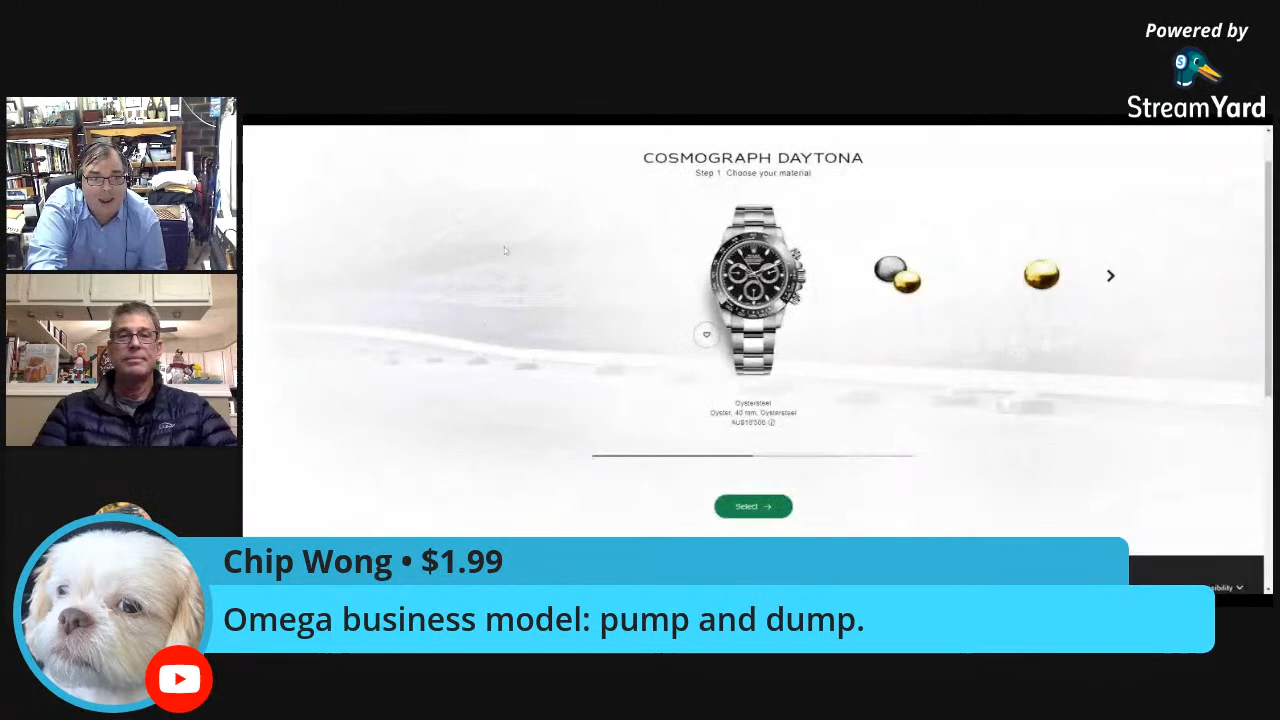 Powered by
StreamYard
COSMOGRAPH DAYTONA
Step 1 Choose your material
Oystersteel
Oyster, 40 mm, Oystersteel
Select →
Chip Wong • $1.99
Omega business model: pump and dump.